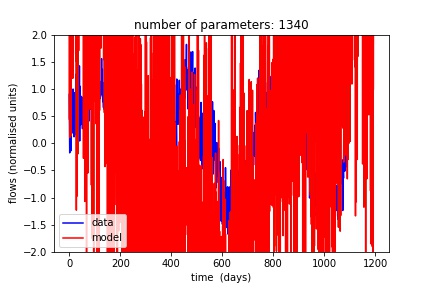 number of parameters: 1340
flows (normalised units)
2.0
1.5
1.0
0.5
0.0
−0.5
−1.0
−1.5
−2.0
data
model
0 200 400 600 800 1000 1200
time (days)